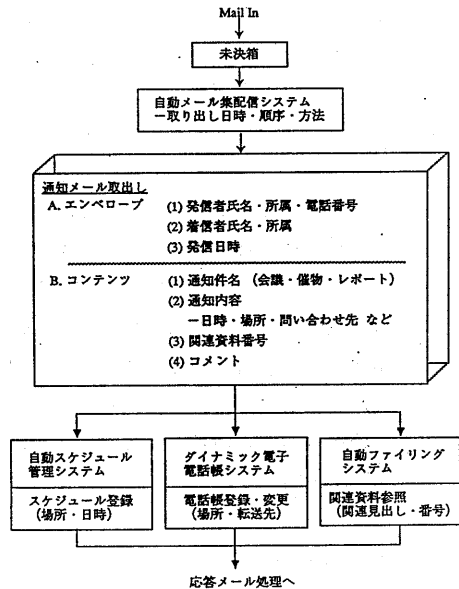 Mail In
未決箱
自動メール集配信システム
ー取り出し日時・順序・方法
通知メール取出し
A. エンベロープ
(1) 発信者氏名・所属・電話番号
(2) 着信者氏名・所属
(3) 発信日時
B. コンテンツ
(1) 通知件名 (会議・催物・レポート)
(2) 通知内容
ー日時・場所・問い合わせ先 など
(3) 関連資料番号
(4) コメント
自動スケジュール
管理システム
スケジュール登録
(場所・日時)
ダイナミック電子
電話帳システム
電話帳登録・変更
(場所・転送先)
自動ファイリング
システム
関連資料参照
(関連見出し・番号)
応答メール処理へ